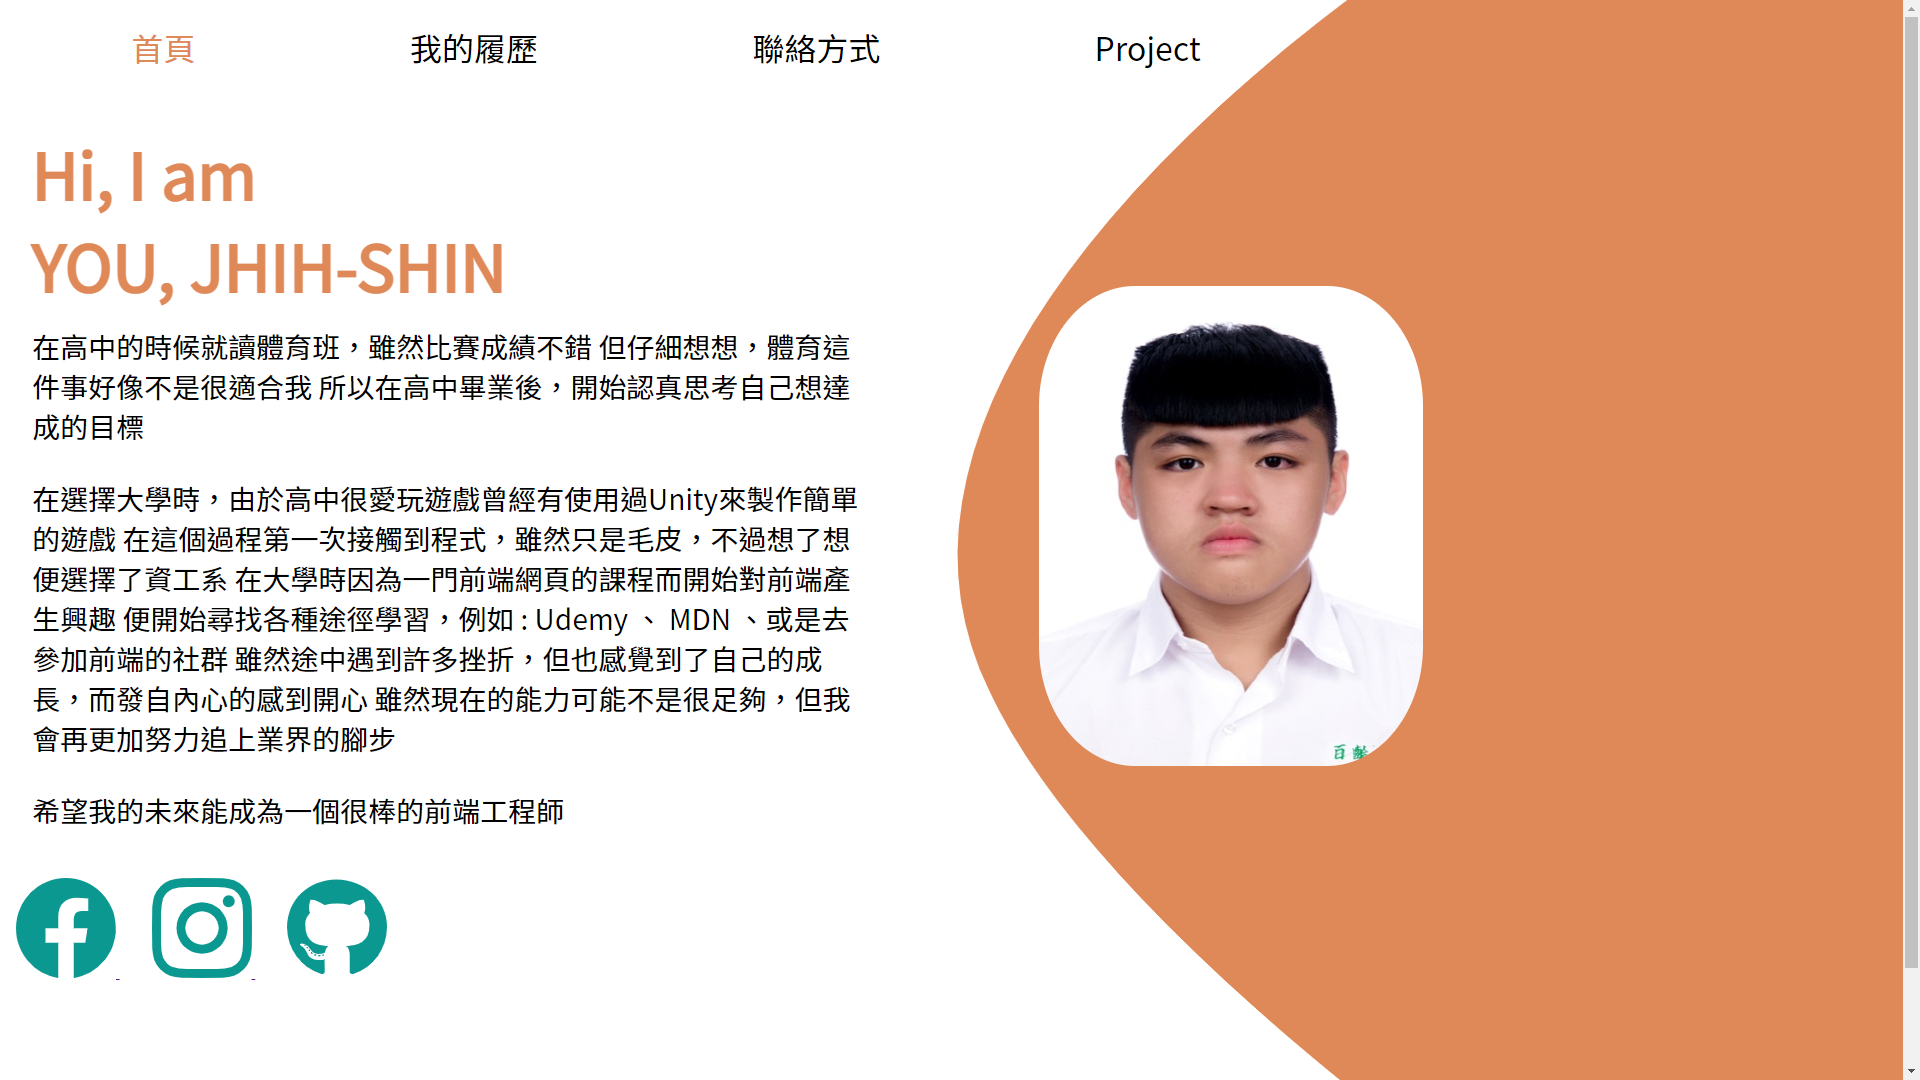 首頁 我的履歷 聯絡方式 Project
Hi, I am
YOU, JHIH-SHIN
在高中的時候就讀體育班，雖然比賽成績不錯 但仔細想想，體育這
件事好像不是很適合我 所以在高中畢業後，開始認真思考自己想達
成的目標
在選擇大學時，由於高中很愛玩遊戲曾經有使用過Unity來製作簡單
的遊戲 在這個過程第一次接觸到程式，雖然只是毛皮，不過想了想
便選擇了資工系 在大學時因為一門前端網頁的課程而開始對前端產
生興趣 便開始尋找各種途徑學習，例如 : Udemy 、 MDN 、或是去
參加前端的社群 雖然途中遇到許多挫折，但也感覺到了自己的成
長，而發自內心的感到開心 雖然現在的能力可能不是很足夠，但我
會再更加努力追上業界的腳步
希望我的未來能成為一個很棒的前端工程師
百齡